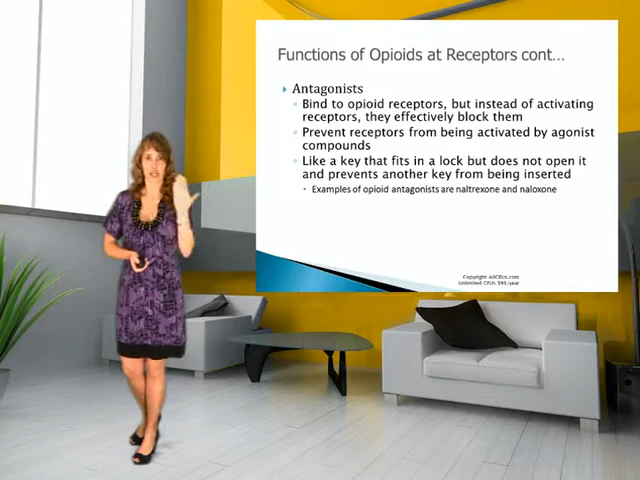 Functions of Opioids at Receptors cont...
Antagonists
Bind to opioid receptors, but instead of activating
receptors, they effectively block them
Prevent receptors from being activated by agonist
compounds
Like a key that fits in a lock but does not open it
and prevents another key from being inserted
Examples of opioid antagonists are naltrexone and naloxone
Copyright AllCEUs.com
Unlimited CEUs $99/year